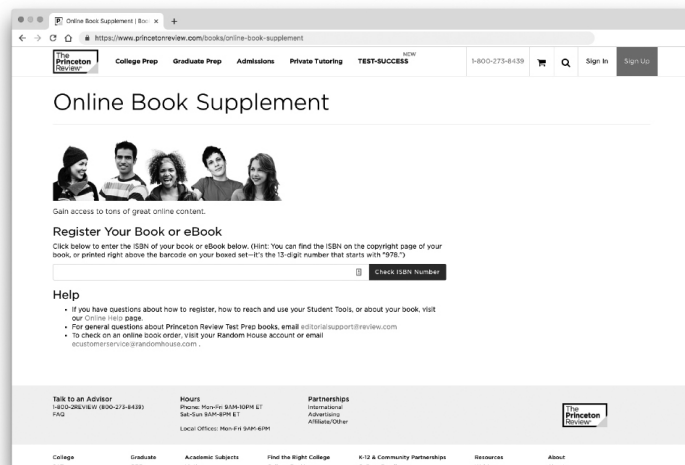 Online Book Supplement | Boo
https://www.princetonreview.com/books/online-book-supplement
The Princeton Review
College Prep Graduate Prep Admissions Private Tutoring TEST-SUCCESS NEW 1-800-273-8439 Sign In Sign Up
Online Book Supplement
Gain access to tons of great online content.
Register Your Book or eBook
Click below to enter the ISBN of your book or eBook below. (Hint: You can find the ISBN on the copyright page of your
book, or printed right above the barcode on your boxed set—it's the 13-digit number that starts with "978.")
Check ISBN Number
Help
• If you have questions about how to register, how to reach and use your Student Tools, or about your book, visit
our Online Help page.
• For general questions about Princeton Review Test Prep books, email editorialsupport@review.com
• To check on an online book order, visit your Random House account or email
ecustomerservice@randomhouse.com .
Talk to an Advisor Hours Partnerships
1-800-2REVIEW (800-273-8439) Phone: Mon-Fri 9AM-10PM ET International
FAQ Sat-Sun 9AM-8PM ET Advertising
Affiliate/Other
Local Offices: Mon-Fri 9AM-6PM
The Princeton Review
College Graduate Academic Subjects Find the Right College K-12 & Community Partnerships Resources About